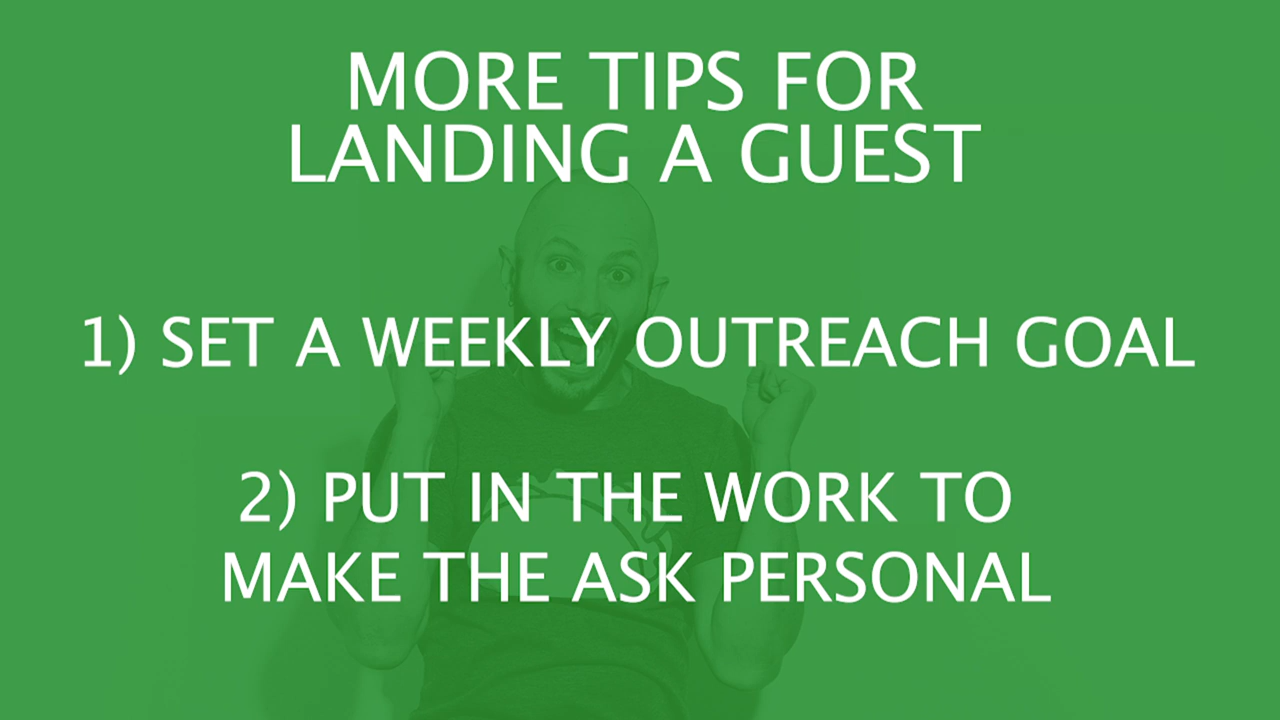 MORE TIPS FOR
LANDING A GUEST
1) SET A WEEKLY OUTREACH GOAL
2) PUT IN THE WORK TO
MAKE THE ASK PERSONAL